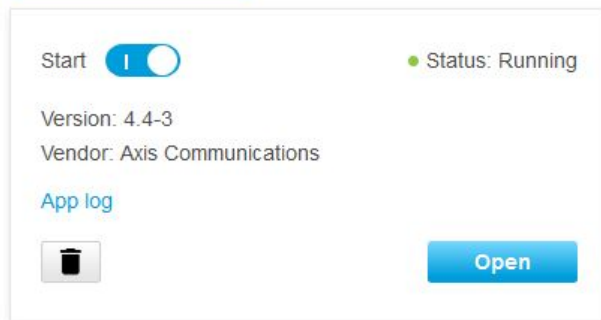 Start Status: Running
Version: 4.4-3
Vendor: Axis Communications
App log
Open